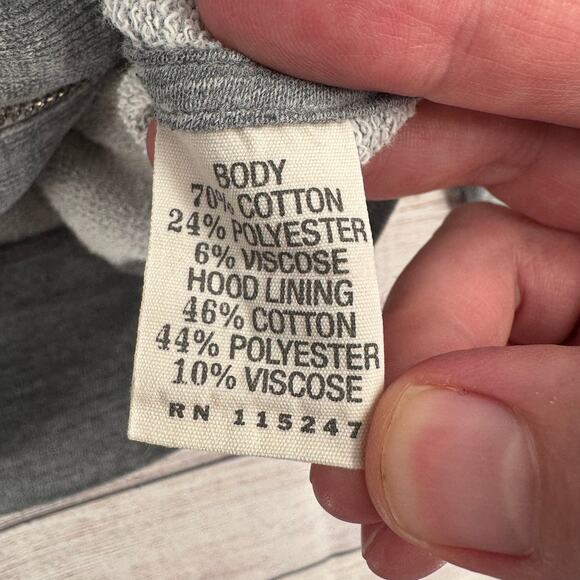 BODY
70% COTTON
24% POLYESTER
6% VISCOSE
HOOD LINING
46% COTTON
44% POLYESTER
10% VISCOSE
RN 115247